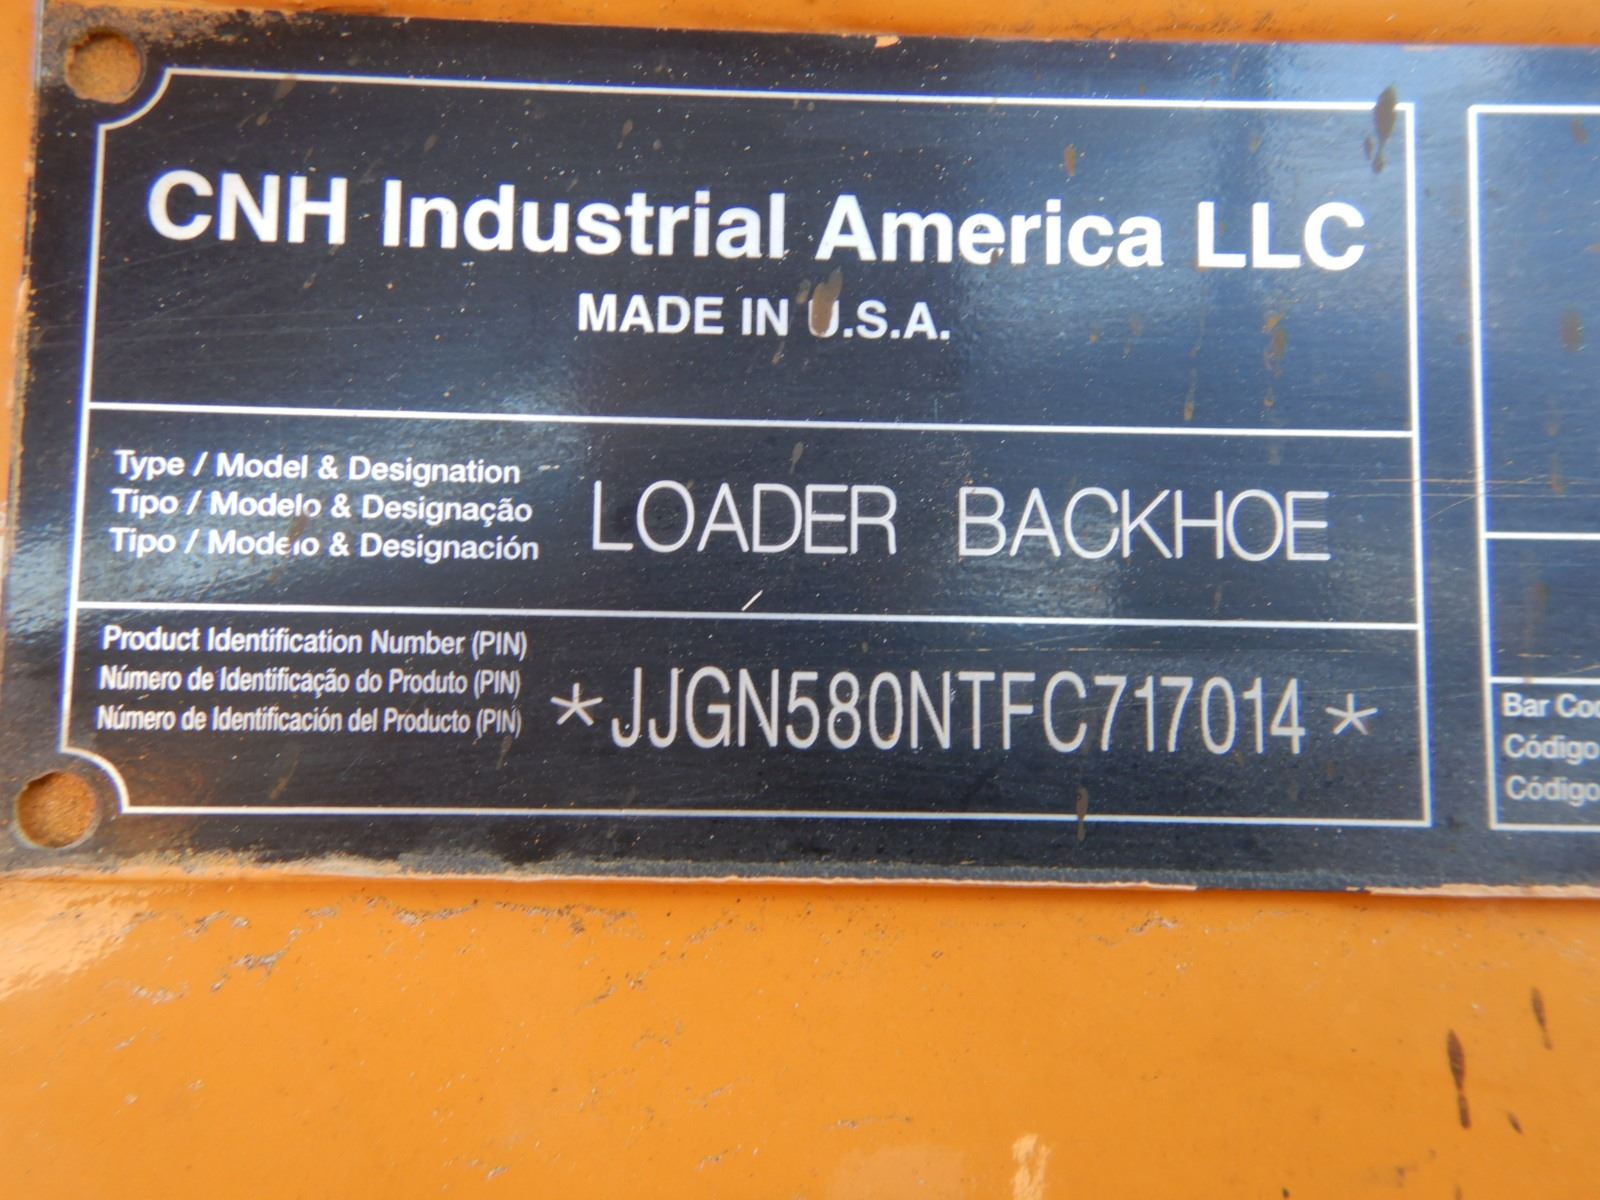 CNH Industrial America LLC
MADE IN U.S.A.
Type / Model & Designation
Tipo / Modelo & Designação
Tipo / Modelo & Designación
LOADER BACKHOE
Product Identification Number (PIN)
Número de Identificação do Produto (PIN)
Número de Identificación del Producto (PIN)
*JJGN580NTFC717014*
Bar
Código
Código